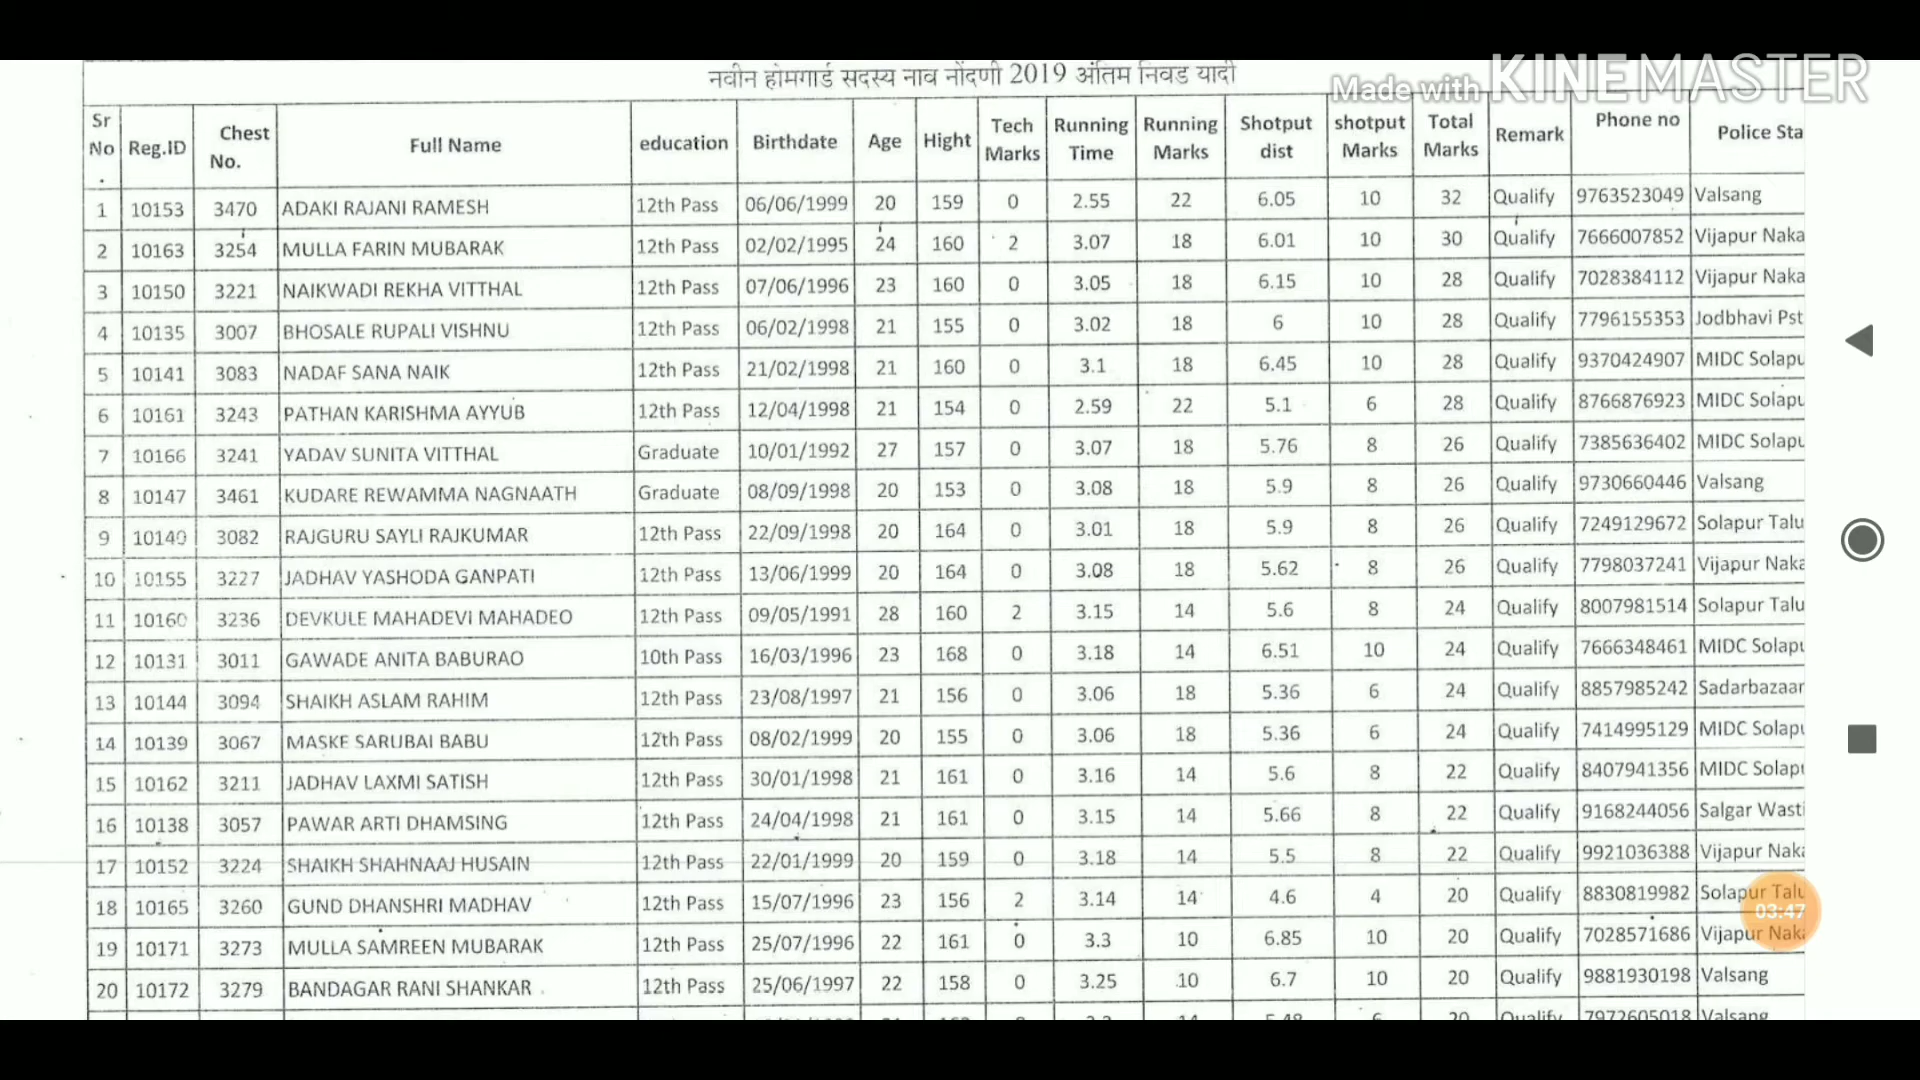 नवीन होमगार्ड सदस्य नाव नोंदणी 2019 अंतिम निवड यादी
Made with KINEMASTER
Sr No. Reg.ID Chest No. Full Name education Birthdate Age Hight Tech Marks Running Time Running Marks Shotput dist shotput Marks Total Marks Remark Phone no Police Sta
1 10153 3470 ADAKI RAJANI RAMESH 12th Pass 06/06/1999 20 159 0 2.55 22 6.05 10 32 Qualify 9763523049 Valsang
2 10163 3254 MULLA FARIN MUBARAK 12th Pass 02/02/1995 24 160 2 3.07 18 6.01 10 30 Qualify 7666007852 Vijapur Naka
3 10150 3221 NAIKWADI REKHA VITTHAL 12th Pass 07/06/1996 23 160 0 3.05 18 6.15 10 28 Qualify 7028384112 Vijapur Naka
4 10135 3007 BHOSALE RUPALI VISHNU 12th Pass 06/02/1998 21 155 0 3.02 18 6 10 28 Qualify 7796155353 Jodbhavi Pst
5 10141 3083 NADAF SANA NAIK 12th Pass 21/02/1998 21 160 0 3.1 18 6.45 10 28 Qualify 9370424907 MIDC Solapu
6 10161 3243 PATHAN KARISHMA AYYUB 12th Pass 12/04/1998 21 154 0 2.59 22 5.1 6 28 Qualify 8766876923 MIDC Solapu
7 10166 3241 YADAV SUNITA VITTHAL Graduate 10/01/1992 27 157 0 3.07 18 5.76 8 26 Qualify 7385636402 MIDC Solapu
8 10147 3461 KUDARE REWAMMA NAGNAATH Graduate 08/09/1998 20 153 0 3.08 18 5.9 8 26 Qualify 9730660446 Valsang
9 10140 3082 RAJGURU SAYLI RAJKUMAR 12th Pass 22/09/1998 20 164 0 3.01 18 5.9 8 26 Qualify 7249129672 Solapur Talu
10 10155 3227 JADHAV YASHODA GANPATI 12th Pass 13/06/1999 20 164 0 3.08 18 5.62 8 26 Qualify 7798037241 Vijapur Naka
11 10160 3236 DEVKULE MAHADEVI MAHADEO 12th Pass 09/05/1991 28 160 2 3.15 14 5.6 8 24 Qualify 8007981514 Solapur Talu
12 10131 3011 GAWADE ANITA BABURAO 10th Pass 16/03/1996 23 168 0 3.18 14 6.51 10 24 Qualify 7666348461 MIDC Solapu
13 10144 3094 SHAIKH ASLAM RAHIM 12th Pass 23/08/1997 21 156 0 3.06 18 5.36 6 24 Qualify 8857985242 Sadarbazaar
14 10139 3067 MASKE SARUBAI BABU 12th Pass 08/02/1999 20 155 0 3.06 18 5.36 6 24 Qualify 7414995129 MIDC Solapu
15 10162 3211 JADHAV LAXMI SATISH 12th Pass 30/01/1998 21 161 0 3.16 14 5.6 8 22 Qualify 8407941356 MIDC Solapu
16 10138 3057 PAWAR ARTI DHAMSING 12th Pass 24/04/1998 21 161 0 3.15 14 5.66 8 22 Qualify 9168244056 Salgar Wasti
17 10152 3224 SHAIKH SHAHNAAJ HUSAIN 12th Pass 22/01/1999 20 159 0 3.18 14 5.5 8 22 Qualify 9921036388 Vijapur Naka
18 10165 3260 GUND DHANSHRI MADHAV 12th Pass 15/07/1996 23 156 2 3.14 14 4.6 4 20 Qualify 8830819982 Solapur Talu
03:47
19 10171 3273 MULLA SAMREEN MUBARAK 12th Pass 25/07/1996 22 161 0 3.3 10 6.85 10 20 Qualify 7028571686 Vijapur Naka
20 10172 3279 BANDAGAR RANI SHANKAR 12th Pass 25/06/1997 22 158 0 3.25 10 6.7 10 20 Qualify 9881930198 Valsang
5.48 6 20 Qualify 7972605018 Valsang